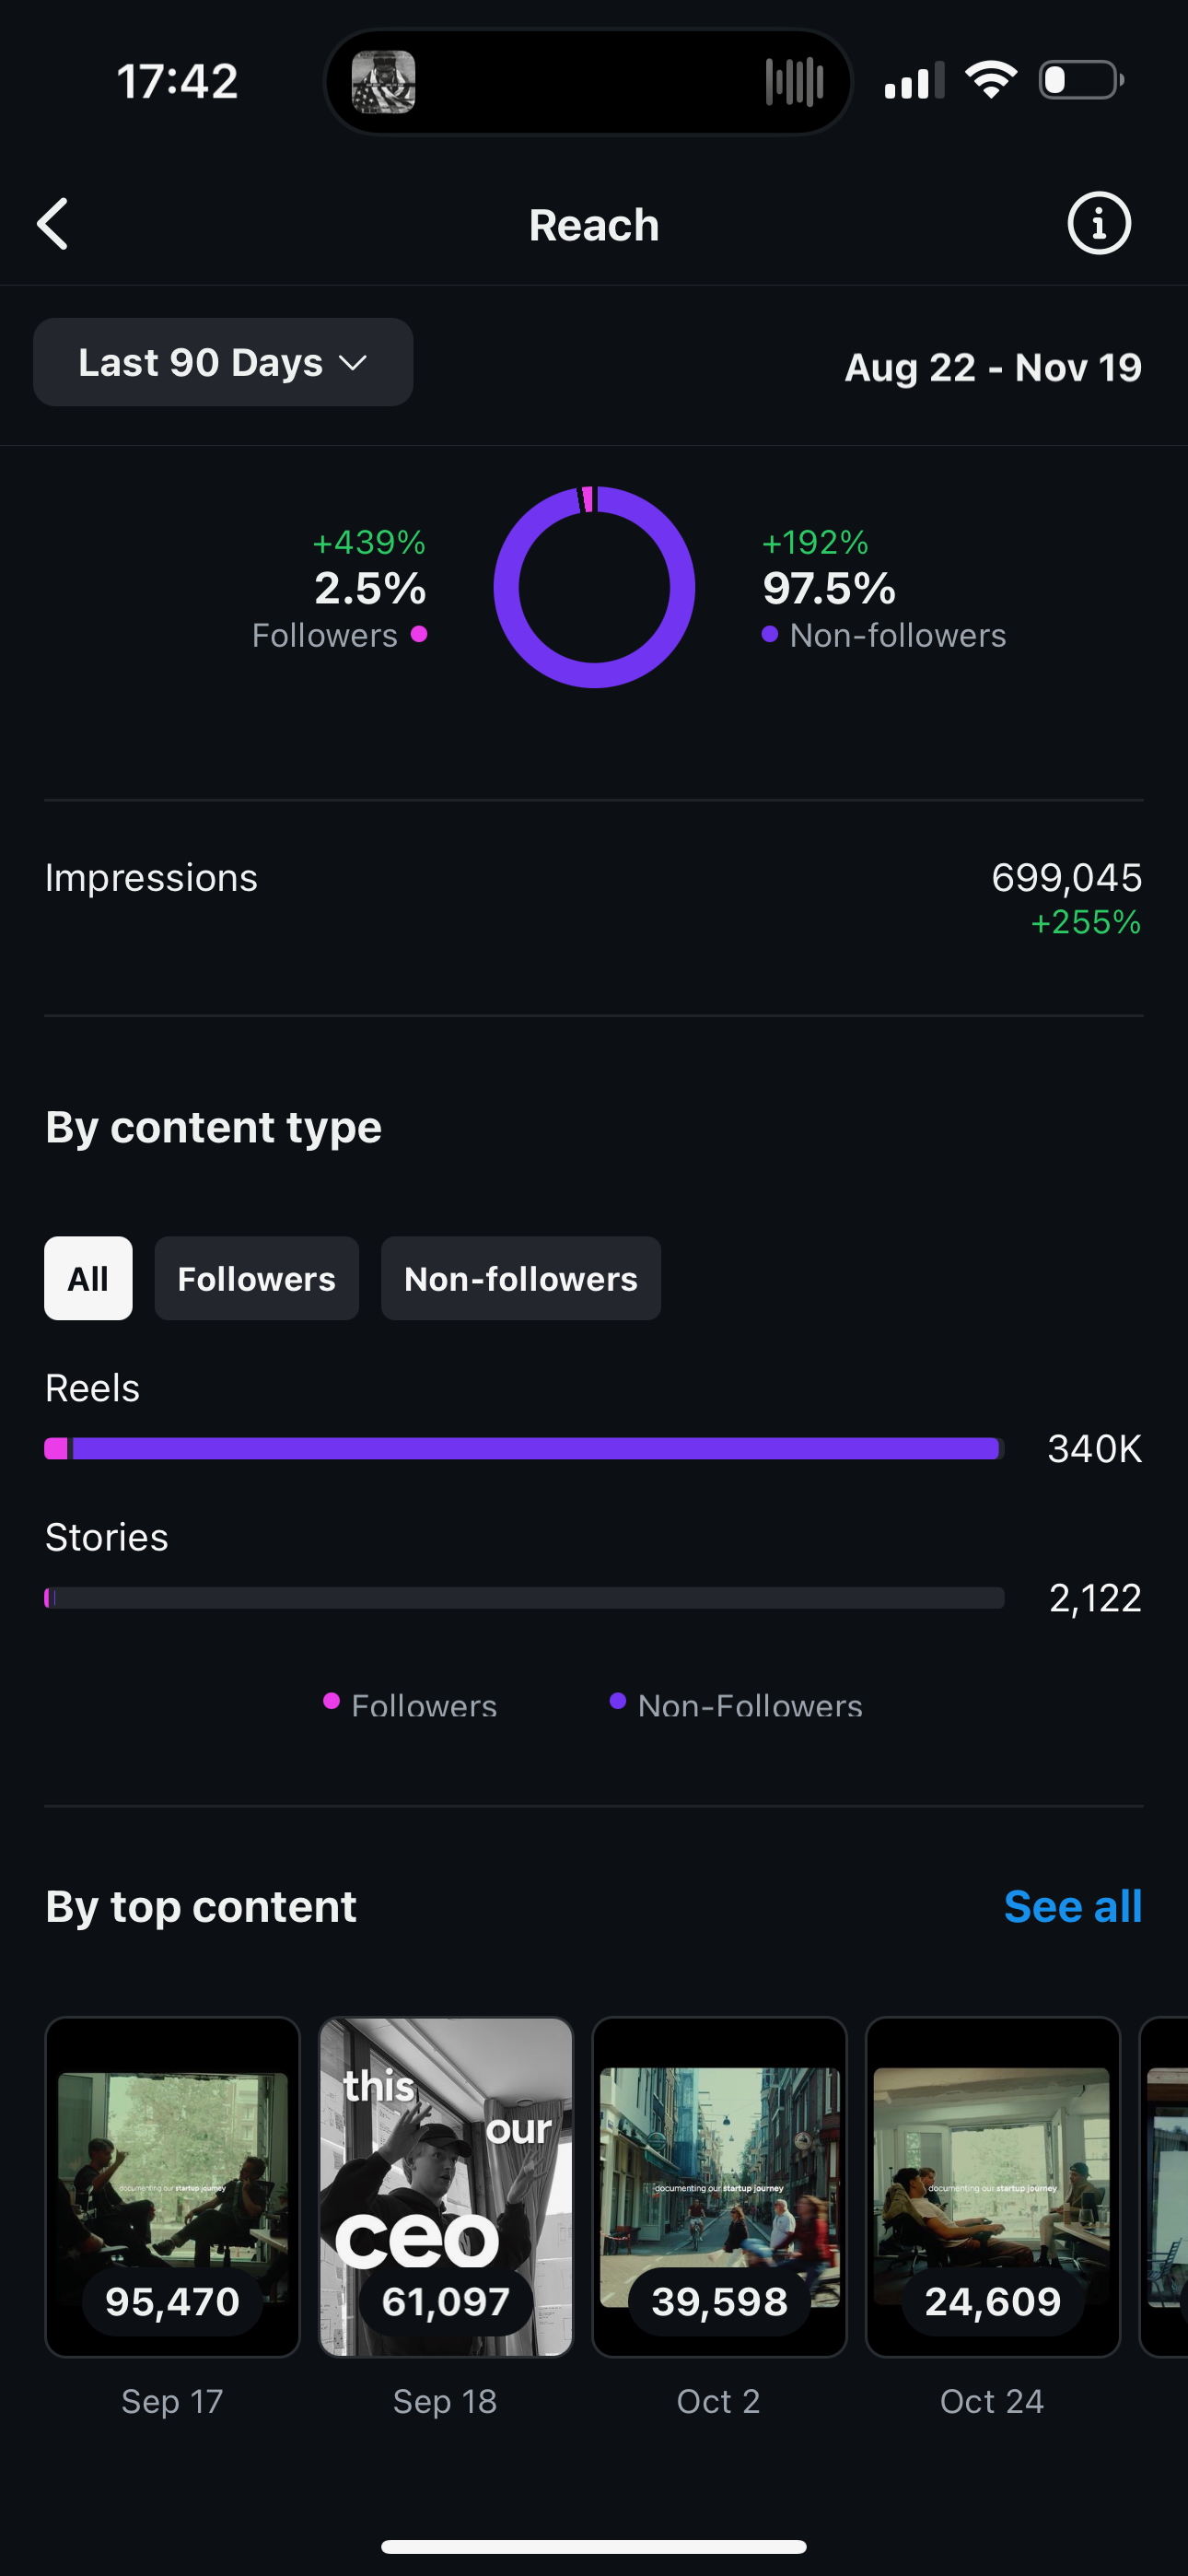 17:42
Reach
Last 90 Days
Aug 22 - Nov 19
+439%
2.5%
Followers
+192%
97.5%
Non-followers
Impressions
699,045
+255%
By content type
All
Followers
Non-followers
Reels
340K
Stories
2,122
Followers
Non-Followers
By top content
See all
documenting our startup journey
95,470
Sep 17
this
our
ceo
61,097
Sep 18
documenting our startup journey
39,598
Oct 2
documenting our startup journey
24,609
Oct 24